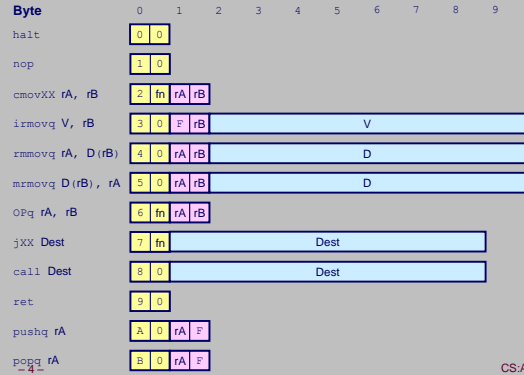 Byte 0 1 2 3 4 5 6 7 8 9
halt 0 0
nop 1 0
cmovXX rA, rB 2 fn rA rB
irmovq V, rB 3 0 F rB V
rmmovq rA, D(rB) 4 0 rA rB D
mrmovq D(rB), rA 5 0 rA rB D
OPq rA, rB 6 fn rA rB
jXX Dest 7 fn Dest
call Dest 8 0 Dest
ret 9 0
pushq rA A 0 rA F
popq rA B 0 rA F
– 4 – CS:A